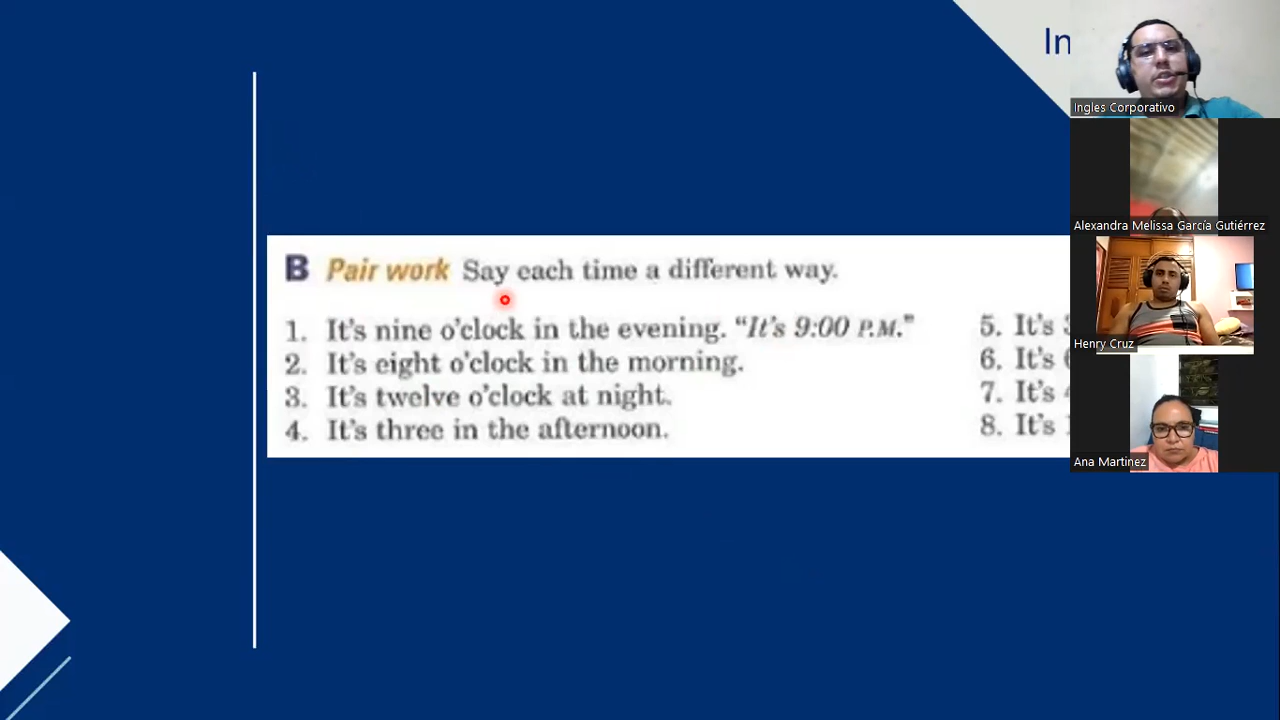 In
B Pair work Say each time a different way.
1. It's nine o'clock in the evening. "It's 9:00 P.M."
2. It's eight o'clock in the morning.
3. It's twelve o'clock at night.
4. It's three in the afternoon.
5. It's
6. It's
7. It's
8. It's
Ingles Corporativo
Alexandra Melissa García Gutiérrez
Henry Cruz
Ana Martinez